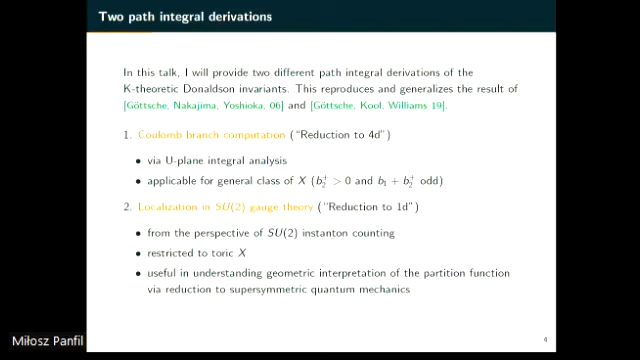 Two path integral derivations
In this talk, I will provide two different path integral derivations of the
K-theoretic Donaldson invariants. This reproduces and generalizes the result of
[Göttsche, Nakajima, Yoshioka, 06] and [Göttsche, Kool, Williams 19].
1. Coulomb branch computation ("Reduction to 4d")
• via U-plane integral analysis
• applicable for general class of X (b₂⁺ > 0 and b₁ + b₂⁺ odd)
2. Localization in SU(2) gauge theory ("Reduction to 1d")
• from the perspective of SU(2) instanton counting
• restricted to toric X
• useful in understanding geometric interpretation of the partition function
via reduction to supersymmetric quantum mechanics
Miłosz Panfil
4